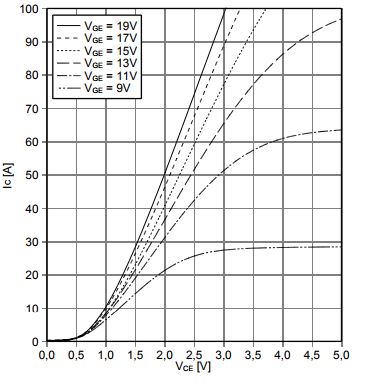 100
90
80
70
60
50
40
30
20
10
0
IC [A]
VGE = 19V
VGE = 17V
VGE = 15V
VGE = 13V
VGE = 11V
VGE = 9V
0,0 0,5 1,0 1,5 2,0 2,5 3,0 3,5 4,0 4,5 5,0
VCE [V]